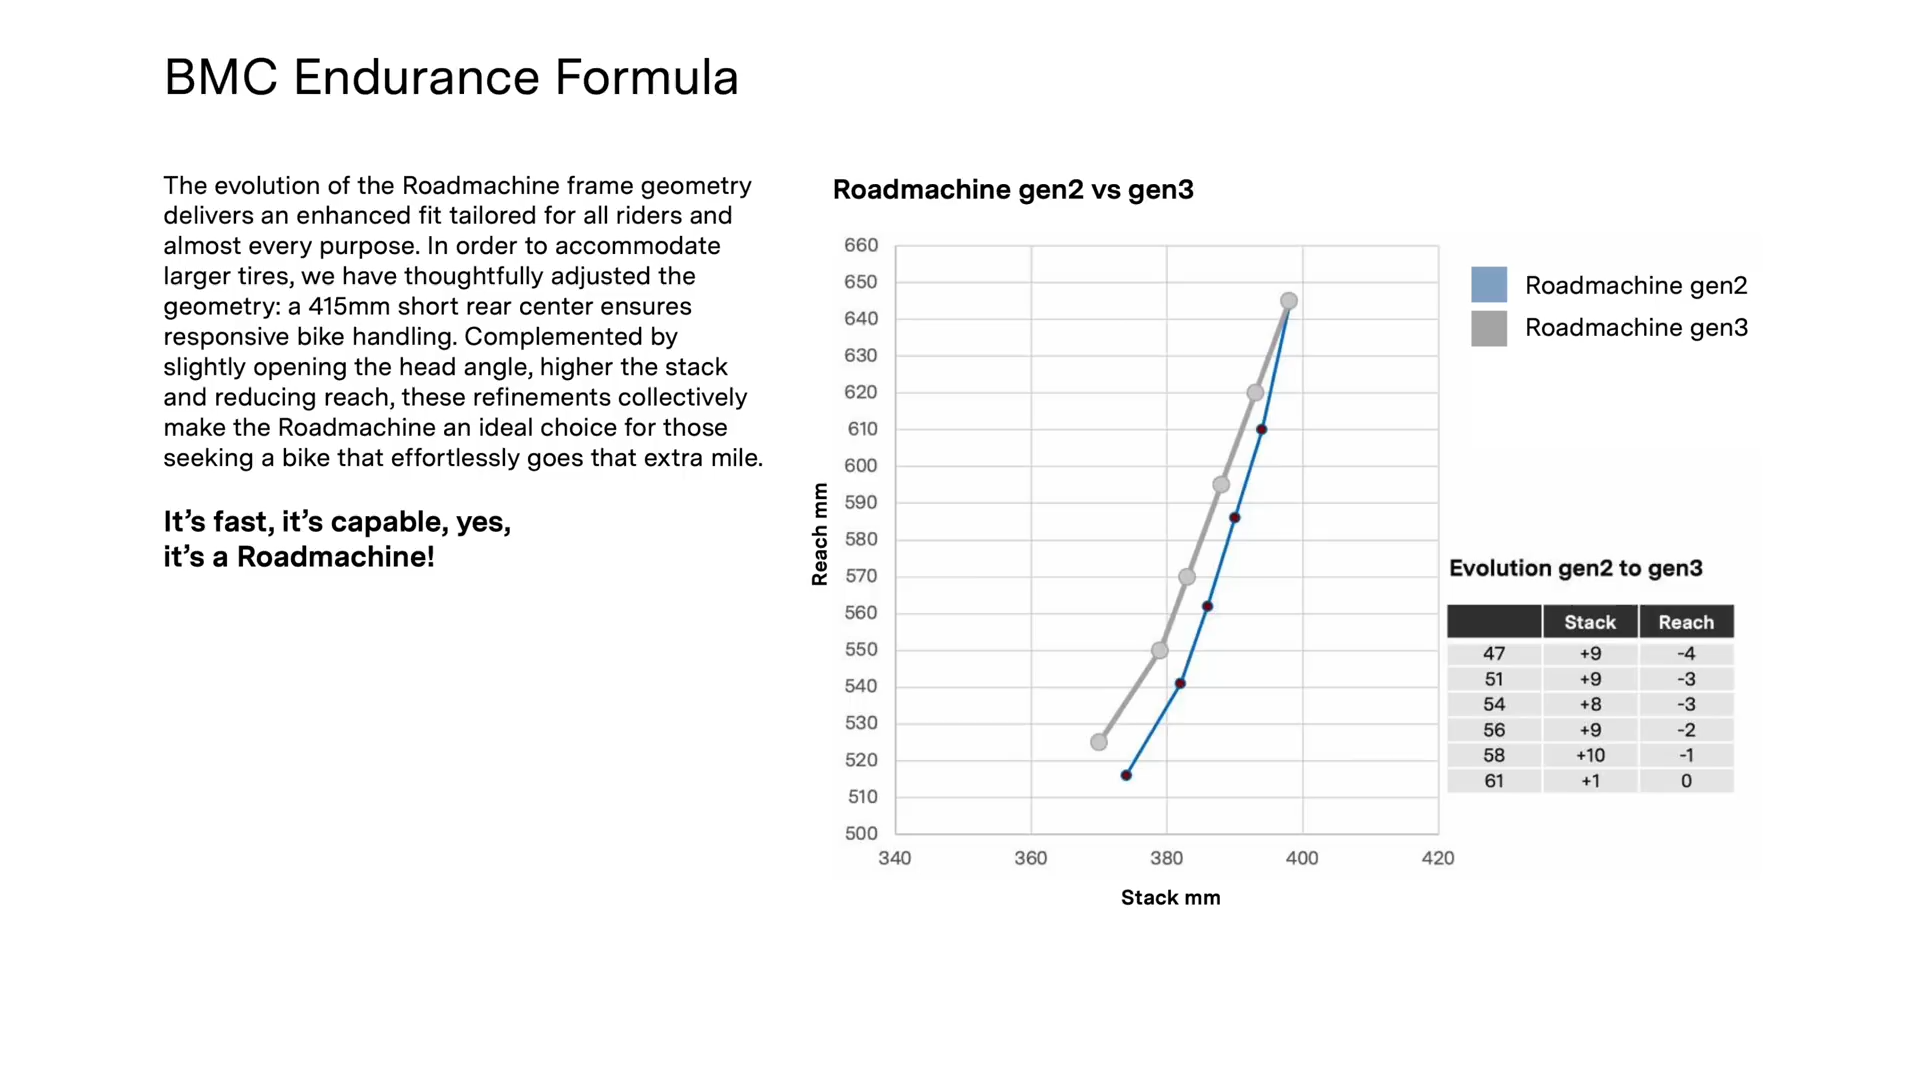 BMC Endurance Formula
The evolution of the Roadmachine frame geometry
delivers an enhanced fit tailored for all riders and
almost every purpose. In order to accommodate
larger tires, we have thoughtfully adjusted the
geometry: a 415mm short rear center ensures
responsive bike handling. Complemented by
slightly opening the head angle, higher the stack
and reducing reach, these refinements collectively
make the Roadmachine an ideal choice for those
seeking a bike that effortlessly goes that extra mile.
It’s fast, it’s capable, yes,
it’s a Roadmachine!
Roadmachine gen2 vs gen3
Reach mm
660
650
640
630
620
610
600
590
580
570
560
550
540
530
520
510
500
340 360 380 400 420
Stack mm
Roadmachine gen2
Roadmachine gen3
Evolution gen2 to gen3
Stack Reach
47 +9 -4
51 +9 -3
54 +8 -3
56 +9 -2
58 +10 -1
61 +1 0